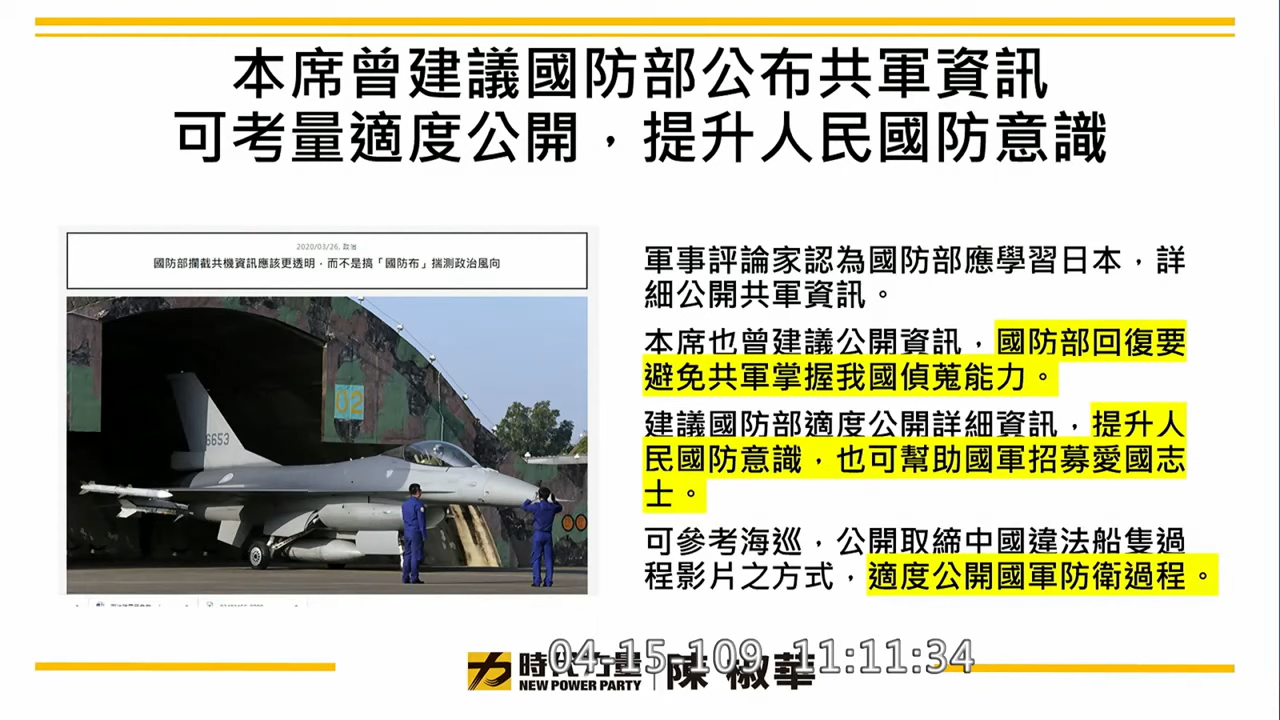 本席曾建議國防部公布共軍資訊
可考量適度公開，提升人民國防意識
2020/03/26, 政治
國防部攔截共機資訊應該更透明，而不是搞「國防布」揣測政治風向
02
6653
軍事評論家認為國防部應學習日本，詳
細公開共軍資訊。
本席也曾建議公開資訊，國防部回復要
避免共軍掌握我國偵蒐能力。
建議國防部適度公開詳細資訊，提升人
民國防意識，也可幫助國軍招募愛國志
士。
可參考海巡，公開取締中國違法船隻過
程影片之方式，適度公開國軍防衛過程。
時代力量
NEW POWER PARTY
陳椒華
04-15-109 11:11:34